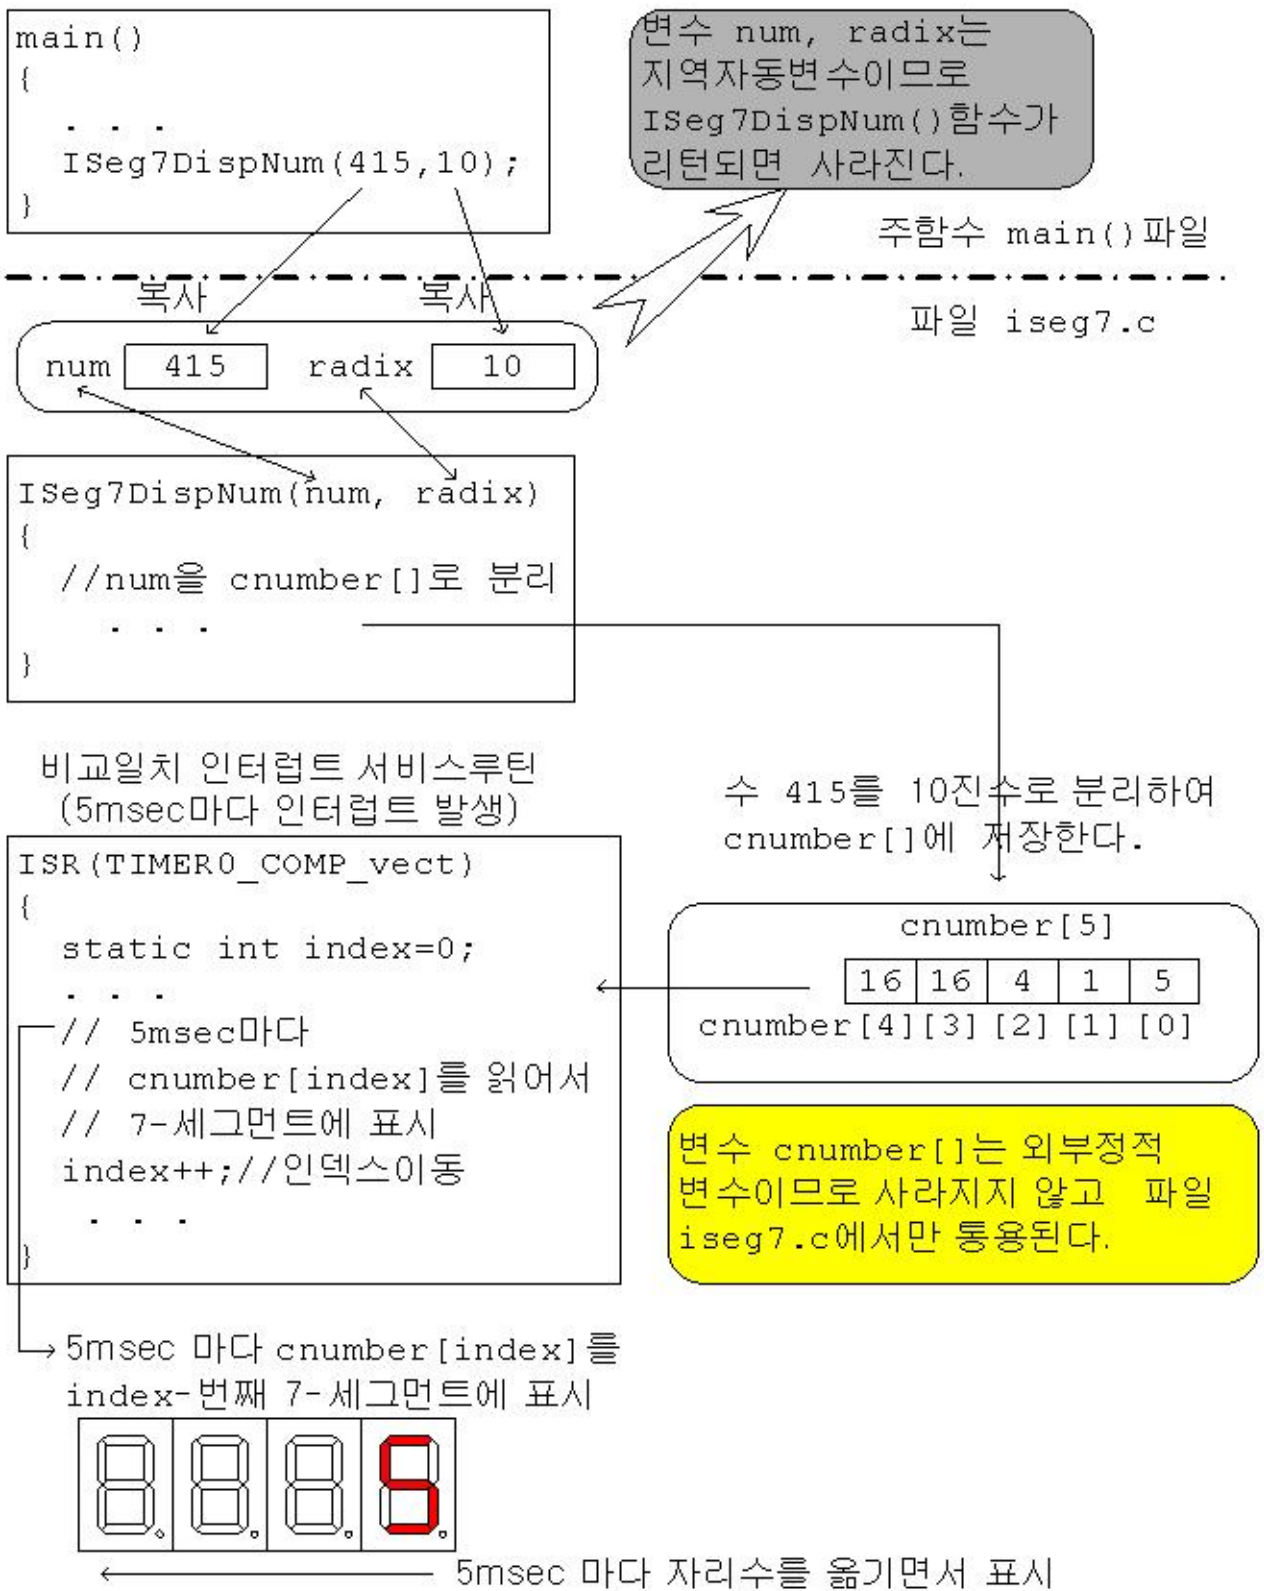 main()
{
. . .
ISeg7DispNum(415,10);
}
변수 num, radix는
지역자동변수이므로
ISeg7DispNum()함수가
리턴되면 사라진다.
주함수 main()파일
복사 복사
파일 iseg7.c
num 415 radix 10
ISeg7DispNum(num, radix)
{
//num을 cnumber[]로 분리
. . .
}
비교일치 인터럽트 서비스루틴
(5msec마다 인터럽트 발생)
수 415를 10진수로 분리하여
cnumber[]에 저장한다.
ISR(TIMER0_COMP_vect)
{
static int index=0;
. . .
// 5msec마다
// cnumber[index]를 읽어서
// 7-세그먼트에 표시
index++;//인덱스이동
. . .
}
cnumber[5]
16 16 4 1 5
cnumber[4][3][2][1][0]
변수 cnumber[]는 외부정적
변수이므로 사라지지 않고 파일
iseg7.c에서만 통용된다.
5msec 마다 cnumber[index]를
index-번째 7-세그먼트에 표시
5
5msec 마다 자리수를 옮기면서 표시